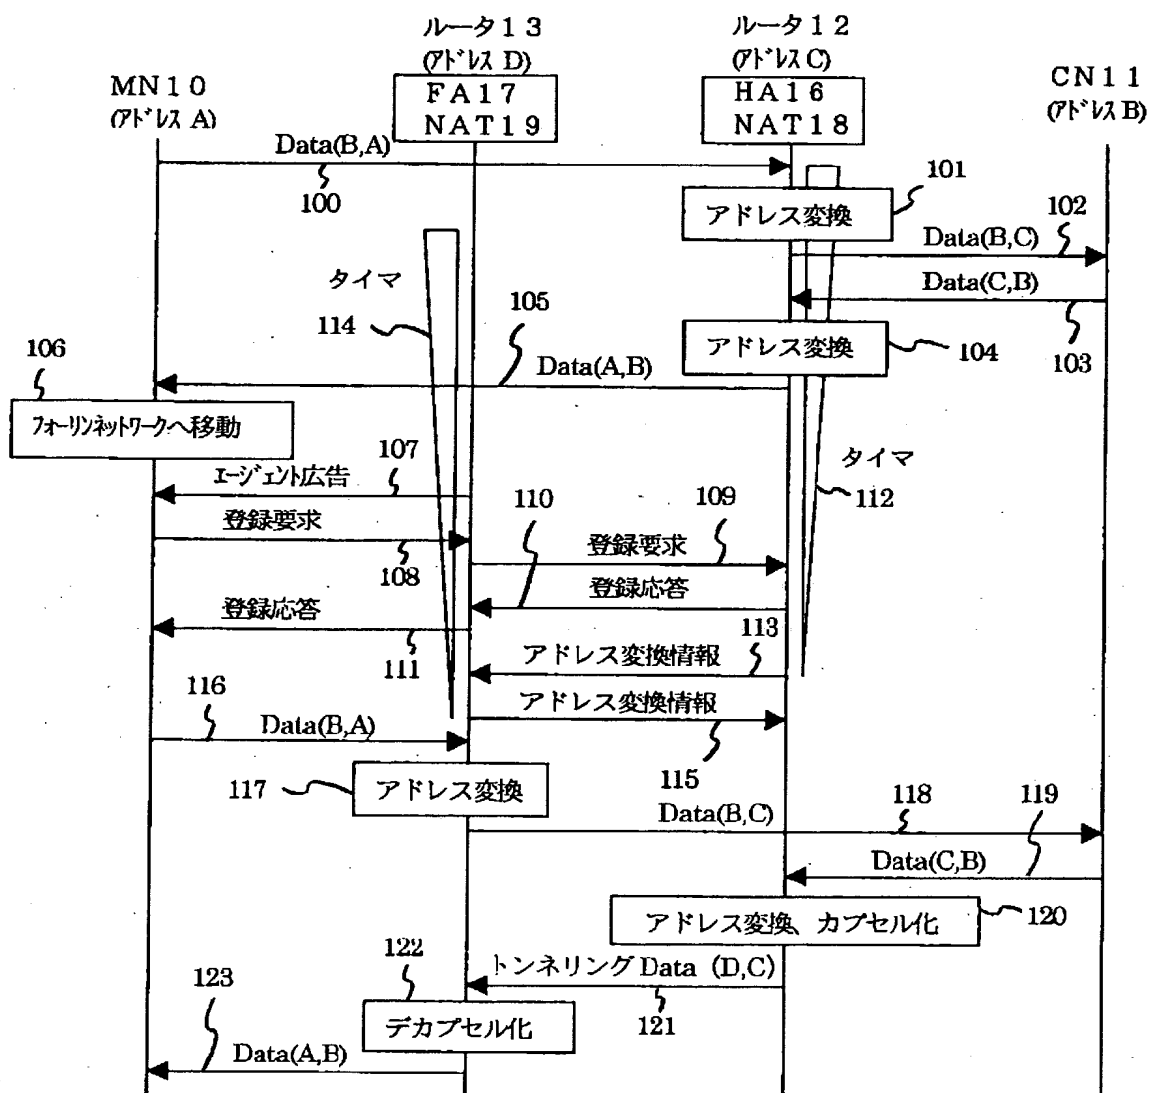 ルータ13
(アドレス D)
FA17
NAT19
ルータ12
(アドレス C)
HA16
NAT18
MN10
(アドレス A)
CN11
(アドレス B)
Data(B,A)
100
101
アドレス変換
102
Data(B,C)
Data(C,B)
103
タイマ
114
105
アドレス変換
104
106
Data(A,B)
フォーリンネットワークへ移動
107
エージェント広告
タイマ
112
登録要求
108
110
109
登録要求
登録応答
登録応答
111
113
アドレス変換情報
アドレス変換情報
115
116
Data(B,A)
117
アドレス変換
Data(B,C)
118
119
Data(C,B)
アドレス変換、カプセル化
120
トンネリング Data (D,C)
121
122
デカプセル化
123
Data(A,B)